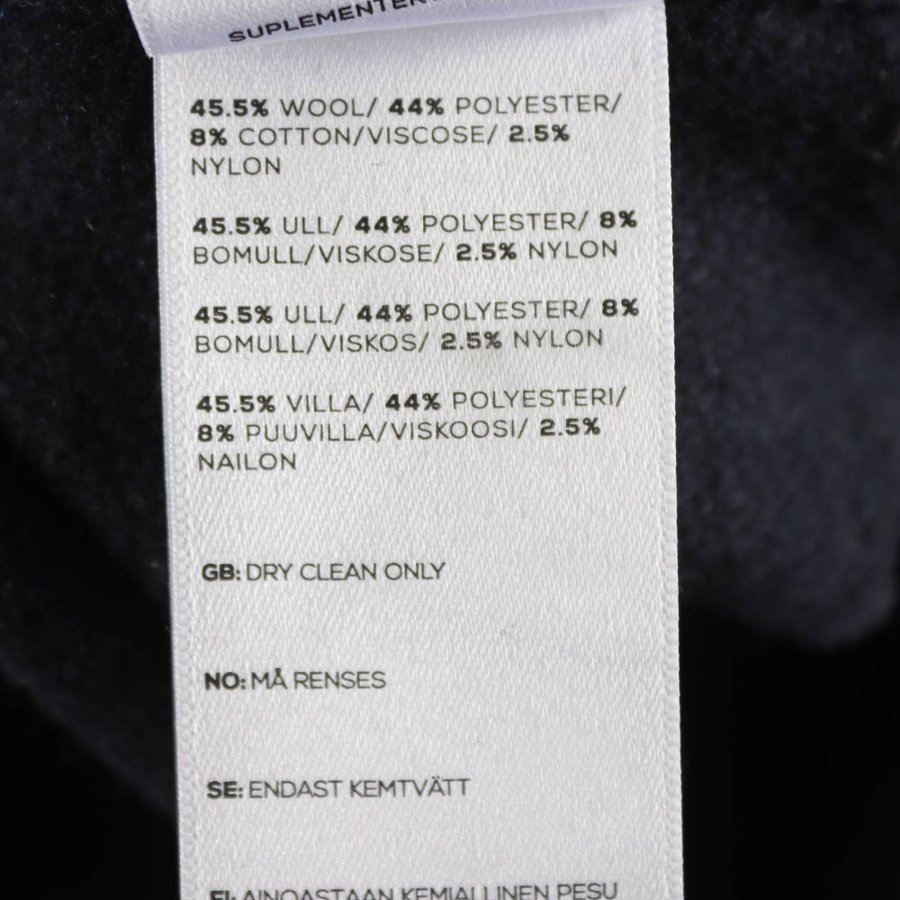 45.5% WOOL/ 44% POLYESTER/
8% COTTON/VISCOSE/ 2.5%
NYLON
45.5% ULL/ 44% POLYESTER/ 8%
BOMULL/VISKOSE/ 2.5% NYLON
45.5% ULL/ 44% POLYESTER/ 8%
BOMULL/VISKOS/ 2.5% NYLON
45.5% VILLA/ 44% POLYESTERI/
8% PUUVILLA/VISKOOSI/ 2.5%
NAILON
GB: DRY CLEAN ONLY
NO: MÅ RENSES
SE: ENDAST KEMTVÄTT
FI: AINOASTAAN KEMIALLINEN PESU